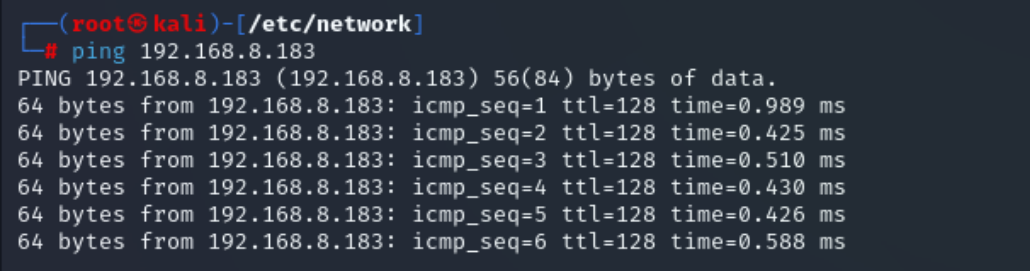 ┌──(root㉿kali)-[/etc/network]
└─# ping 192.168.8.183
PING 192.168.8.183 (192.168.8.183) 56(84) bytes of data.
64 bytes from 192.168.8.183: icmp_seq=1 ttl=128 time=0.989 ms
64 bytes from 192.168.8.183: icmp_seq=2 ttl=128 time=0.425 ms
64 bytes from 192.168.8.183: icmp_seq=3 ttl=128 time=0.510 ms
64 bytes from 192.168.8.183: icmp_seq=4 ttl=128 time=0.430 ms
64 bytes from 192.168.8.183: icmp_seq=5 ttl=128 time=0.426 ms
64 bytes from 192.168.8.183: icmp_seq=6 ttl=128 time=0.588 ms